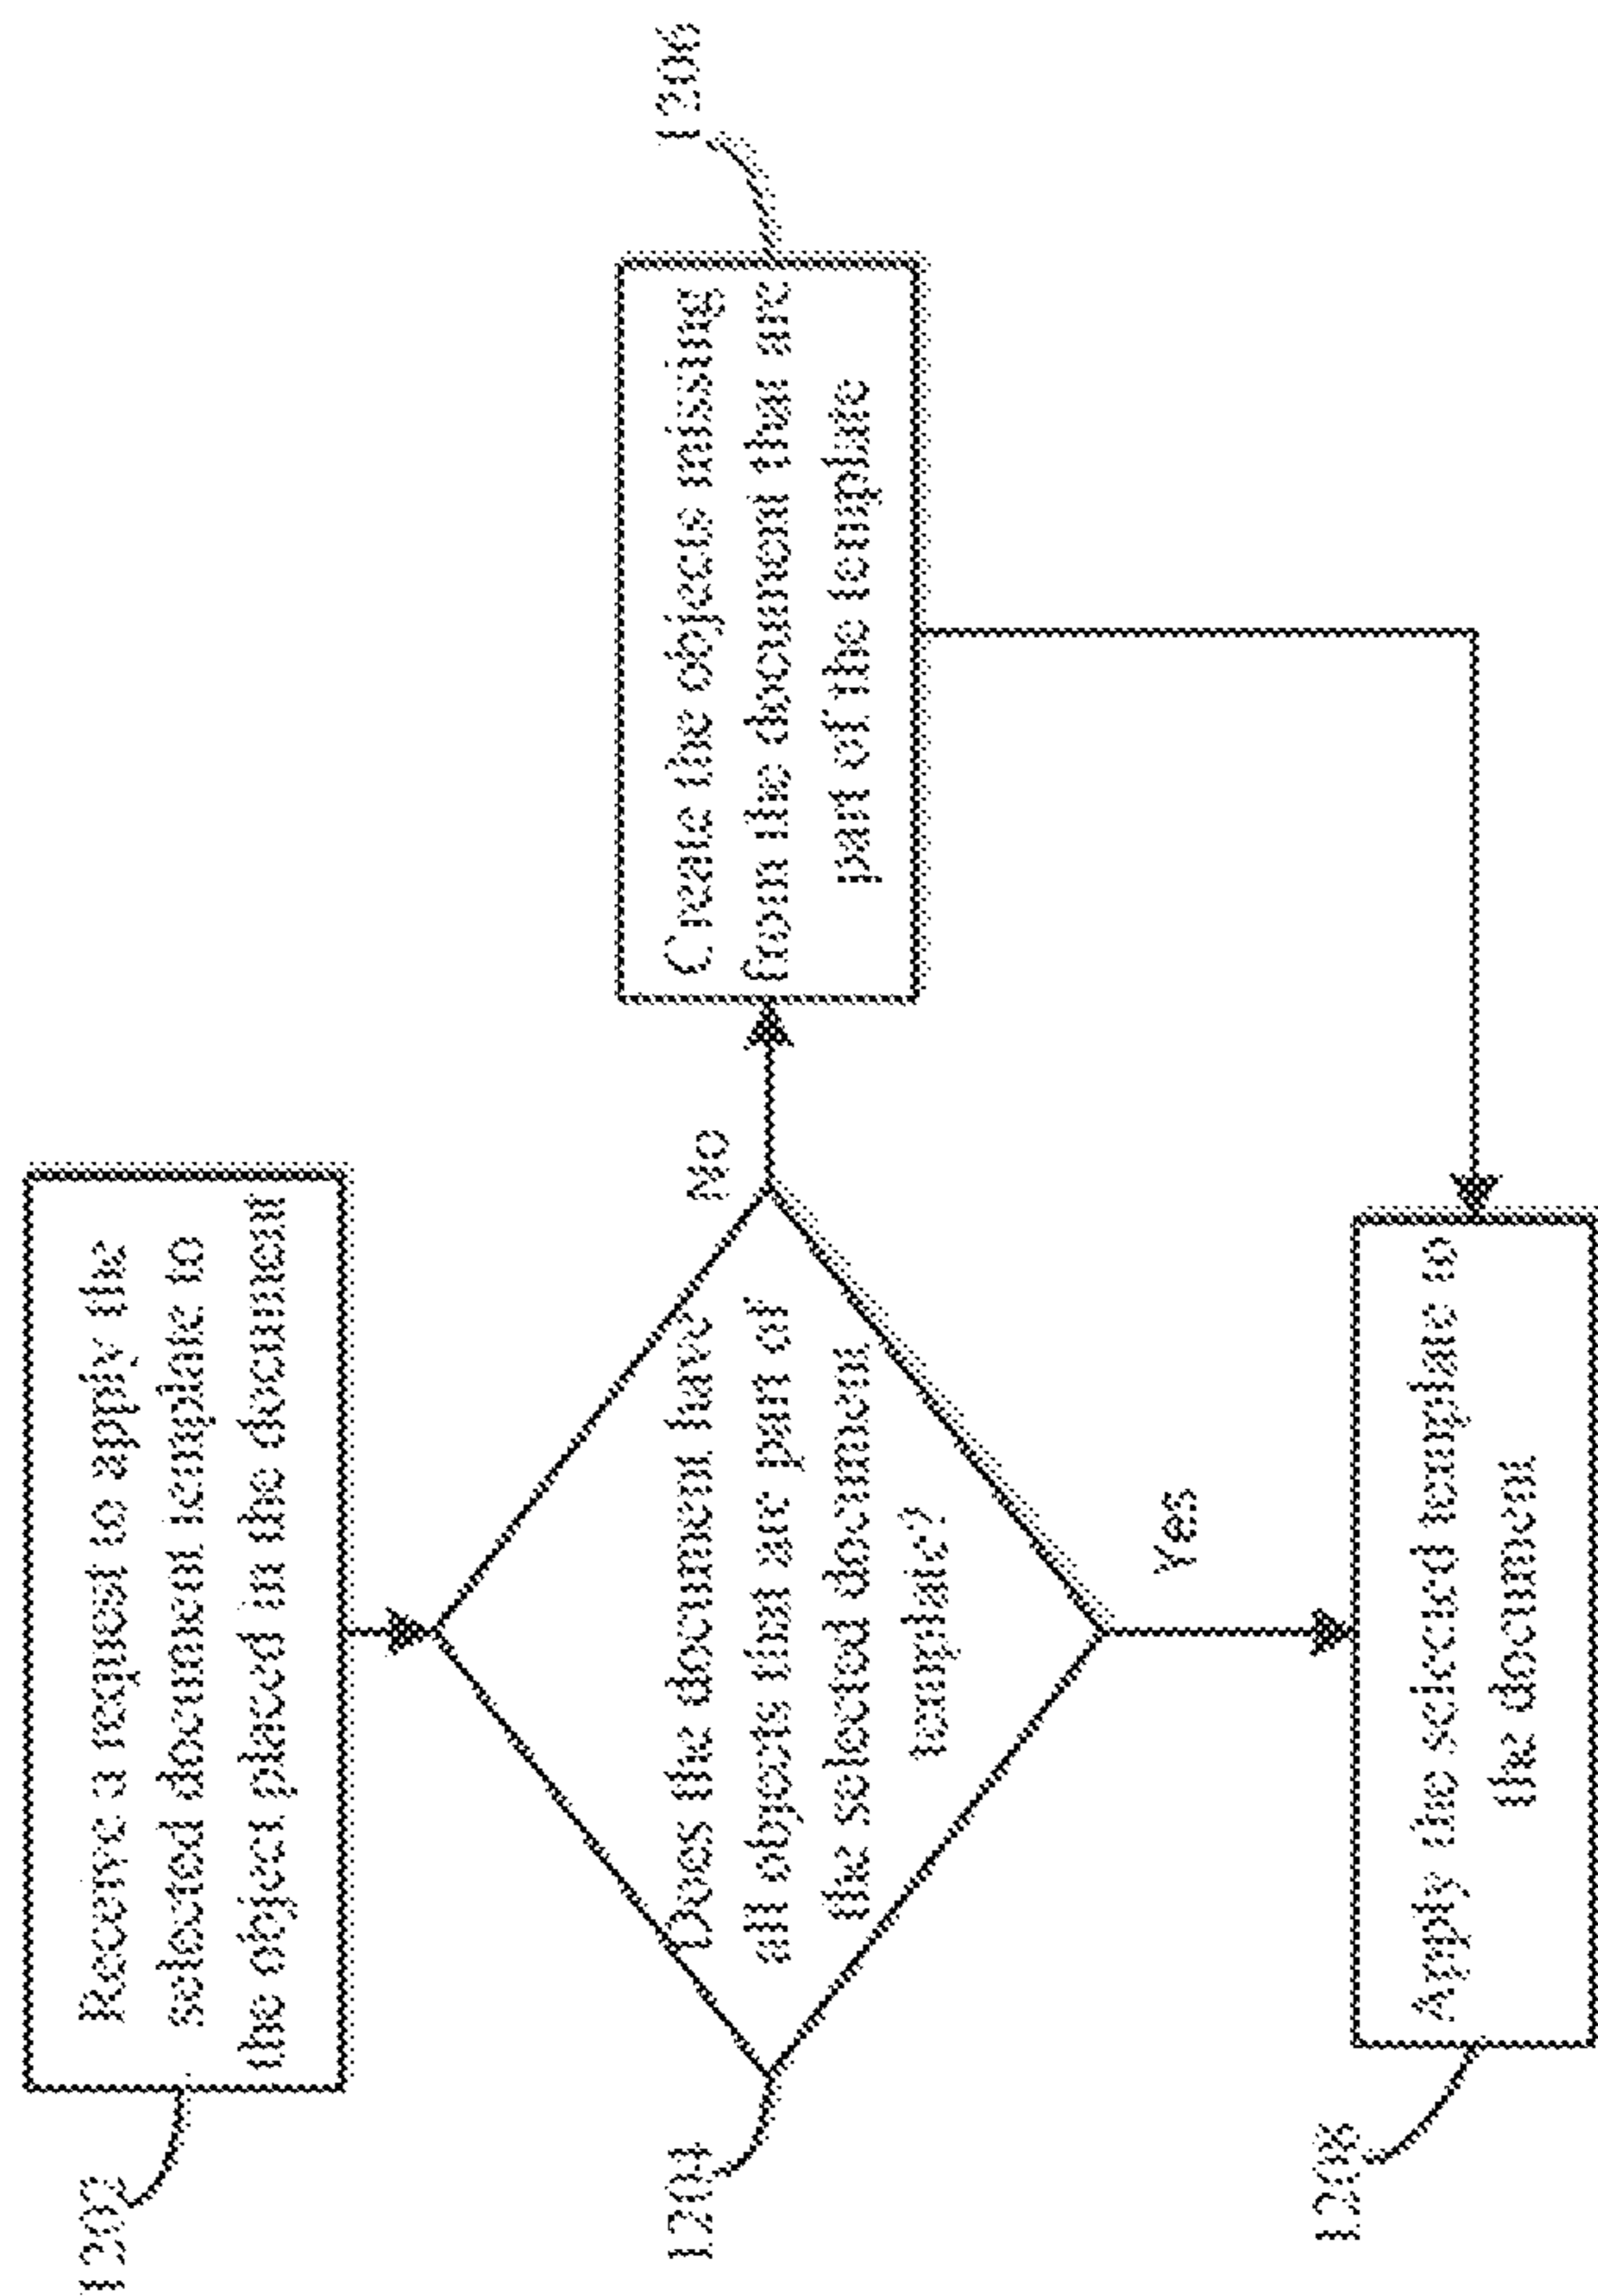 1202
Receive a request to apply the
selected document template to
the object placed in the document
1204
Does the document have
all objects that are part of
the selected document
template?
No
Create the objects missing
from the document that are
part of the template
1206
Yes
1208
Apply the selected template to
the document